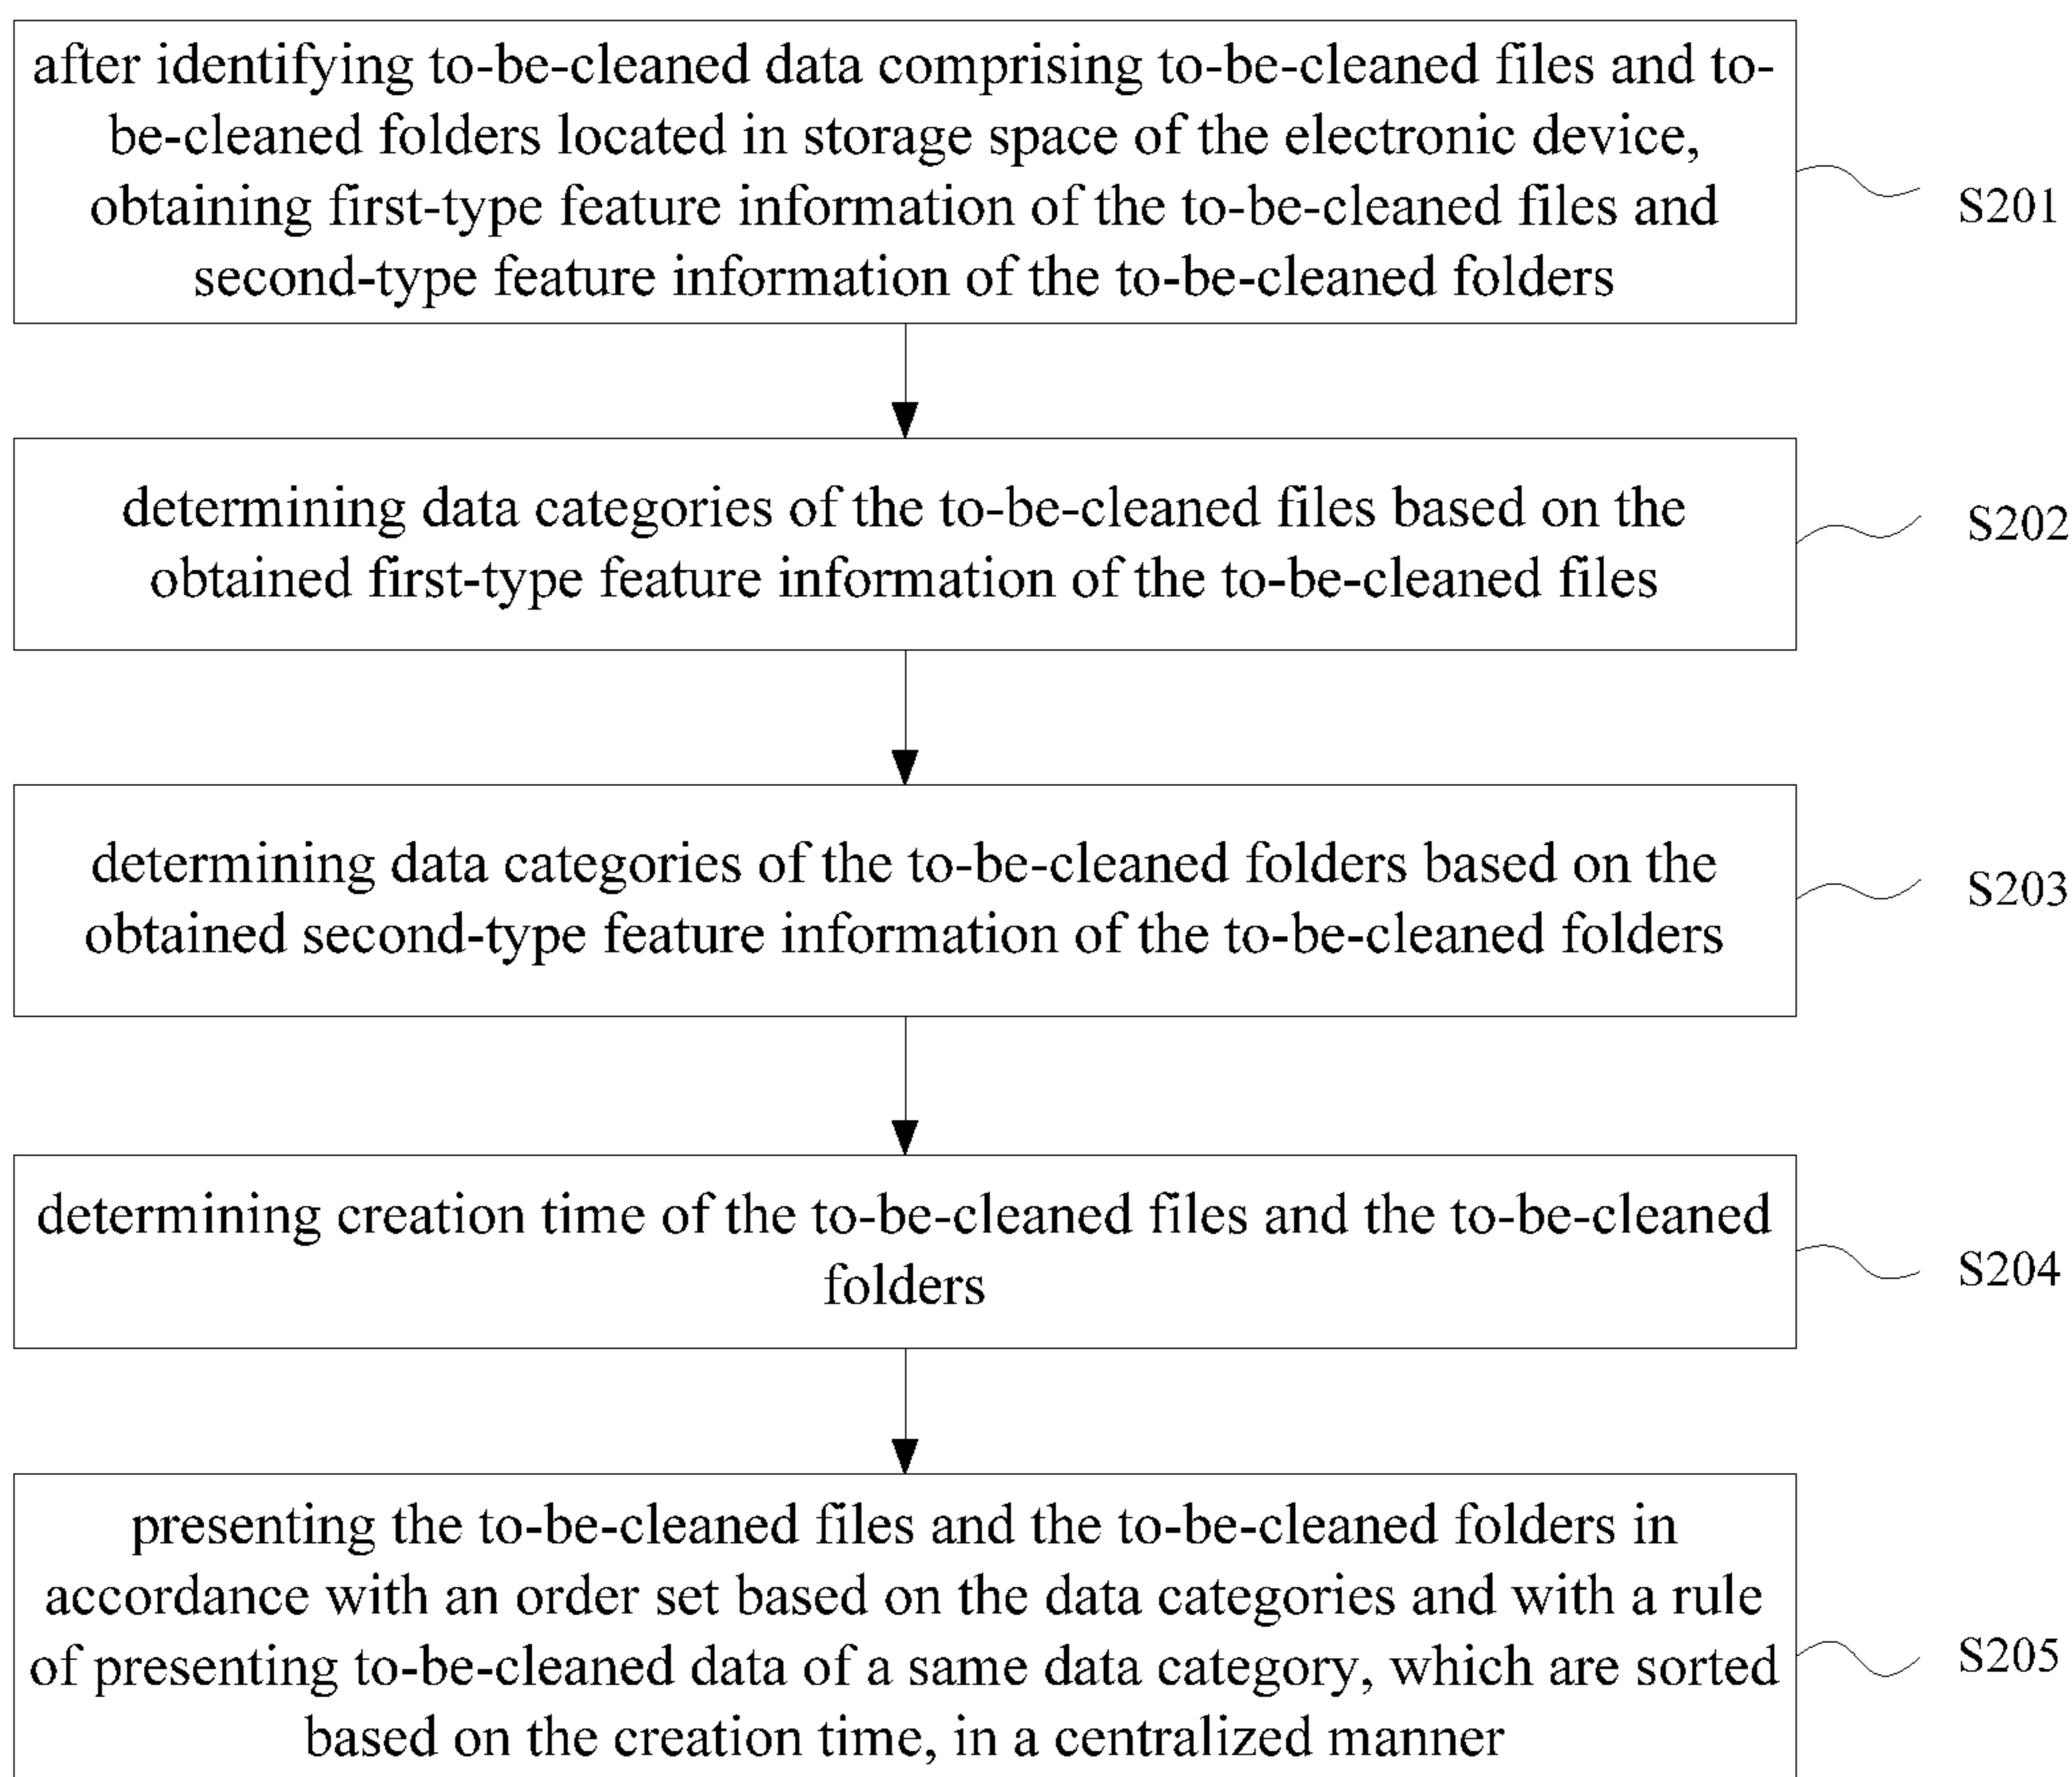 after identifying to-be-cleaned data comprising to-be-cleaned files and to-
be-cleaned folders located in storage space of the electronic device,
obtaining first-type feature information of the to-be-cleaned files and
second-type feature information of the to-be-cleaned folders
S201
determining data categories of the to-be-cleaned files based on the
obtained first-type feature information of the to-be-cleaned files
S202
determining data categories of the to-be-cleaned folders based on the
obtained second-type feature information of the to-be-cleaned folders
S203
determining creation time of the to-be-cleaned files and the to-be-cleaned
folders
S204
presenting the to-be-cleaned files and the to-be-cleaned folders in
accordance with an order set based on the data categories and with a rule
of presenting to-be-cleaned data of a same data category, which are sorted
based on the creation time, in a centralized manner
S205